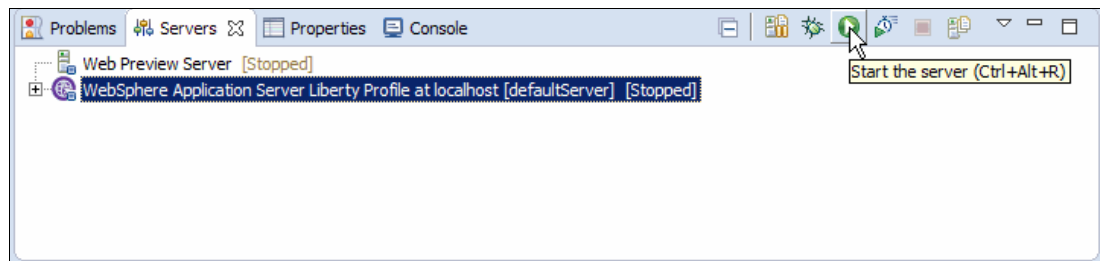 Problems Servers Properties Console
Web Preview Server [Stopped]
Start the server (Ctrl+Alt+R)
WebSphere Application Server Liberty Profile at localhost [defaultServer] [Stopped]